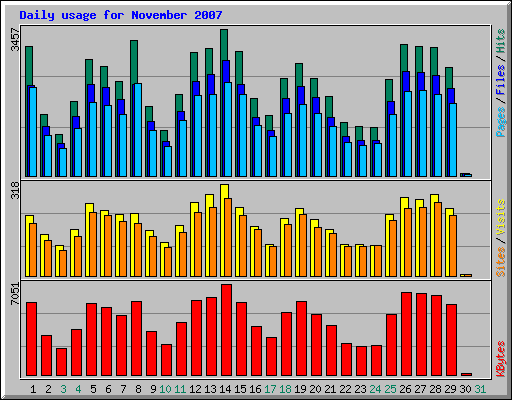 Daily usage for November 2007
3457
Pages / Files / Hits
318
Sites / Visits
7051
KBytes
1 2 3 4 5 6 7 8 9 10 11 12 13 14 15 16 17 18 19 20 21 22 23 24 25 26 27 28 29 30 31